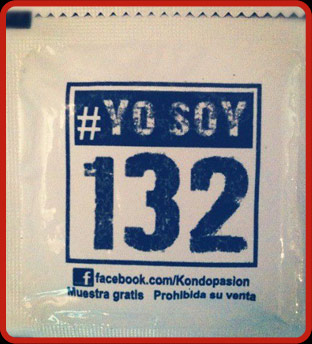 #YO SOY
132
f facebook.com/Kondopasion
Muestra gratis Prohibida su venta